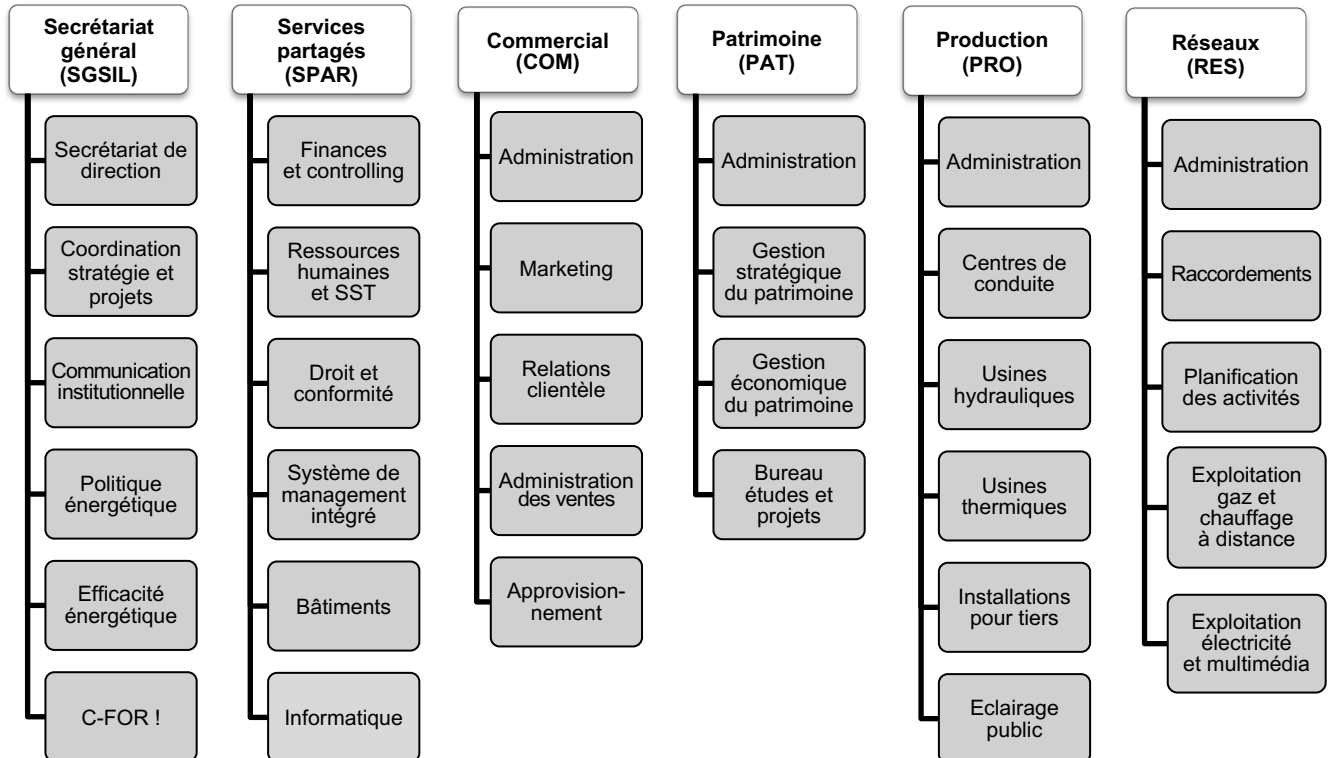 Secrétariat
général
(SGSIL)
Secrétariat de
direction
Coordination
stratégie et
projets
Communication
institutionnelle
Politique
énergétique
Efficacité
énergétique
C-FOR !
Services
partagés
(SPAR)
Finances
et controlling
Ressources
humaines
et SST
Droit et
conformité
Système de
management
intégré
Bâtiments
Informatique
Commercial
(COM)
Administration
Marketing
Relations
clientèle
Administration
des ventes
Approvision-
nement
Patrimoine
(PAT)
Administration
Gestion
stratégique
du patrimoine
Gestion
économique
du patrimoine
Bureau
études et
projets
Production
(PRO)
Administration
Centres de
conduite
Usines
hydrauliques
Usines
thermiques
Installations
pour tiers
Eclairage
public
Réseaux
(RES)
Administration
Raccordements
Planification
des activités
Exploitation
gaz et
chauffage
à distance
Exploitation
électricité
et multimédia